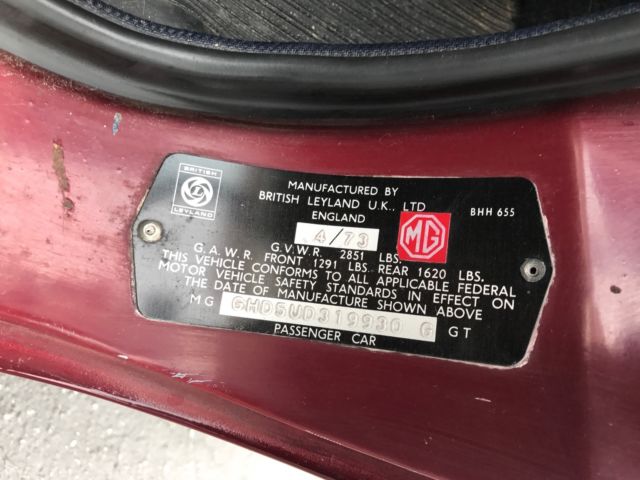 BRITISH
L
LEYLAND
MANUFACTURED BY
BRITISH LEYLAND U.K., LTD
ENGLAND
BHH 655
4/73
MG
G.V.W.R. 2851 LBS.
G.A.W.R. FRONT 1291 LBS. REAR 1620 LBS.
THIS VEHICLE CONFORMS TO ALL APPLICABLE FEDERAL
MOTOR VEHICLE SAFETY STANDARDS IN EFFECT ON
THE DATE OF MANUFACTURE SHOWN ABOVE
MG GHD5UD319930 G GT
PASSENGER CAR